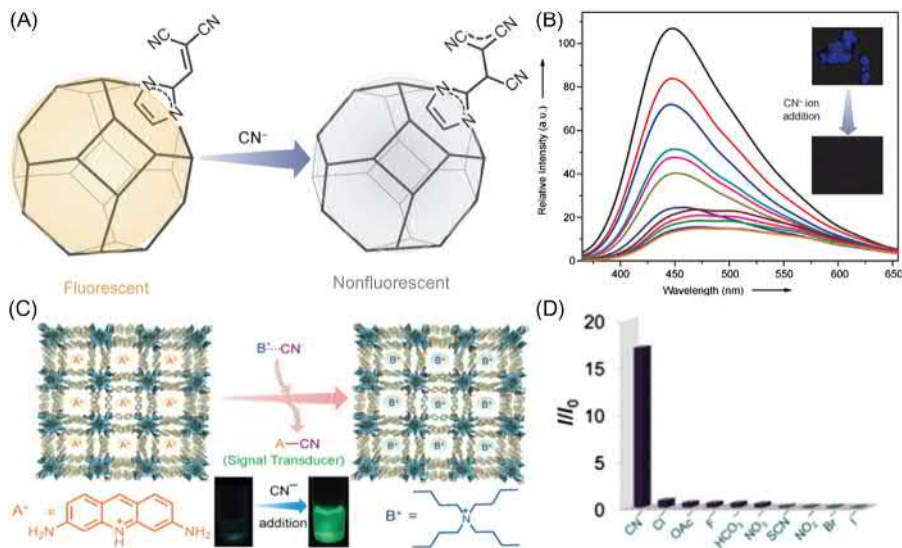 (A)
NC
CN
N
N
CN⁻
NC
CN
CN
N
N
Fluorescent
Nonfluorescent
(B)
Relative Intensity (a.u.)
100
80
60
40
20
0
400
450
500
550
600
650
Wavelength (nm)
CN⁻ ion
addition
(C)
A⁺ A⁺ A⁺
A⁺ A⁺ A⁺
A⁺ A⁺ A⁺
B⁺...CN⁻
A—CN
(Signal Transducer)
B⁺ B⁺ B⁺
B⁺ B⁺ B⁺
B⁺ B⁺ B⁺
A⁺ =
H₂N
N⁺
H
NH₂
CN⁻
addition
B⁺ =
N⁺
(D)
I/I₀
20
15
10
5
0
CN⁻
Cl⁻
OAc⁻
F⁻
HCO₃⁻
NO₃⁻
SCN⁻
NO₂⁻
Br⁻
I⁻